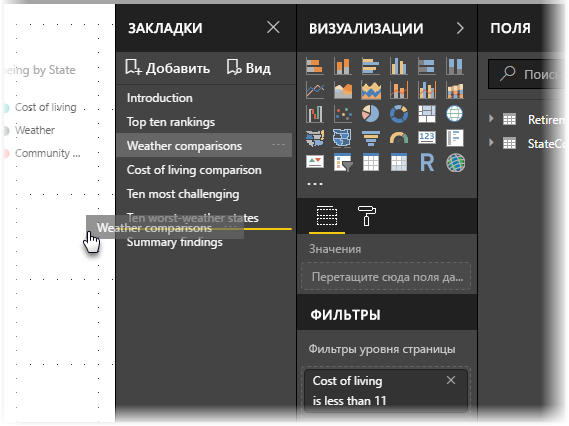 eing by State
Cost of living
Weather
Community ...
ЗАКЛАДКИ
Добавить
Вид
Introduction
Top ten rankings
Weather comparisons
Cost of living comparison
Ten most challenging
Ten worst-weather states
Weather comparisons
Summary findings
ВИЗУАЛИЗАЦИИ
123
R
Значения
Перетащите сюда поля да...
ФИЛЬТРЫ
Фильтры уровня страницы
Cost of living
is less than 11
ПОЛЯ
Поиск
Retirem
StateCo